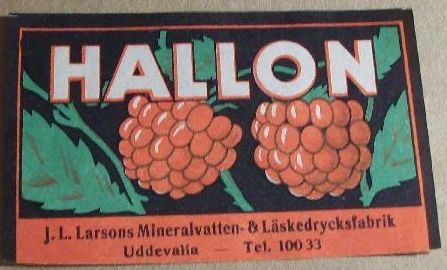 HALLON
J. L. Larsons Mineralvatten- & Läskedrycksfabrik
Uddevalla — Tel. 100 33